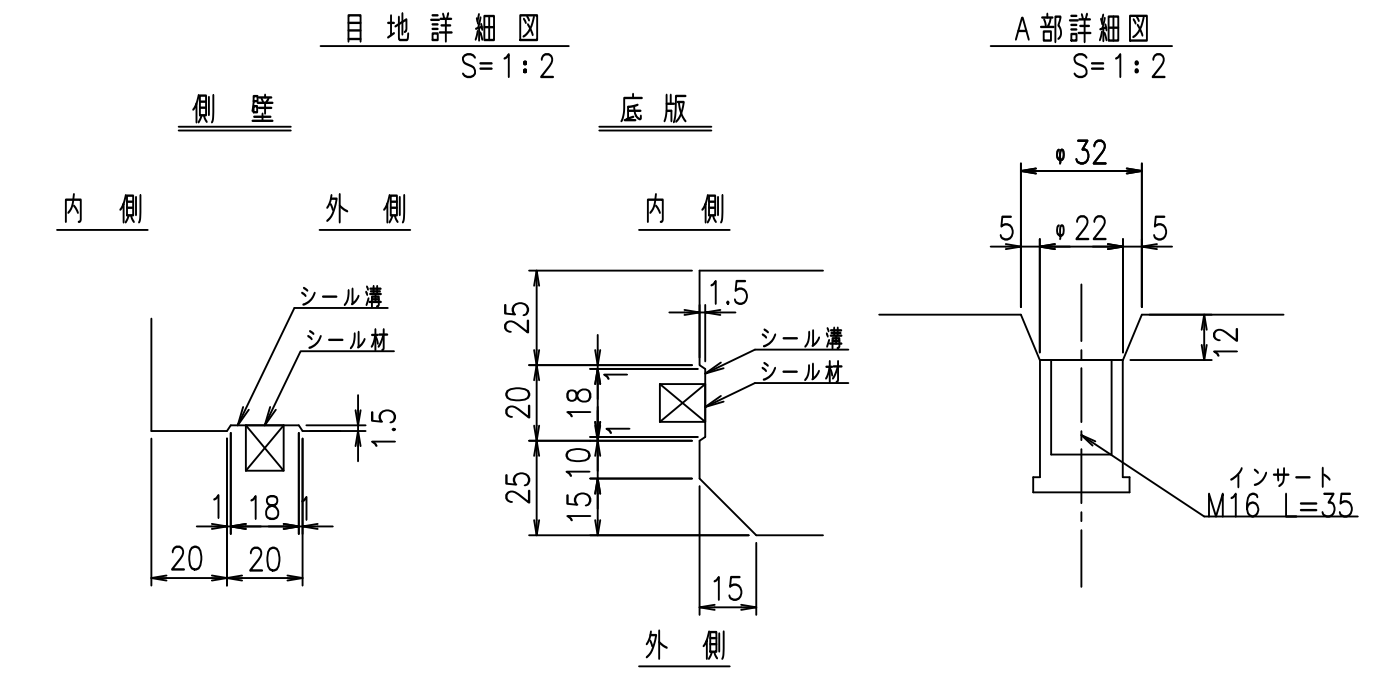 目地詳細図
S=1:2
A部詳細図
S=1:2
側壁
底版
内側
外側
内側
φ32
5
φ22
5
シール溝
シール材
1.5
1
18
1
20
20
25
20
25
1
18
1
10
15
1.5
シール溝
シール材
15
外側
12
インサート
M16 L=35